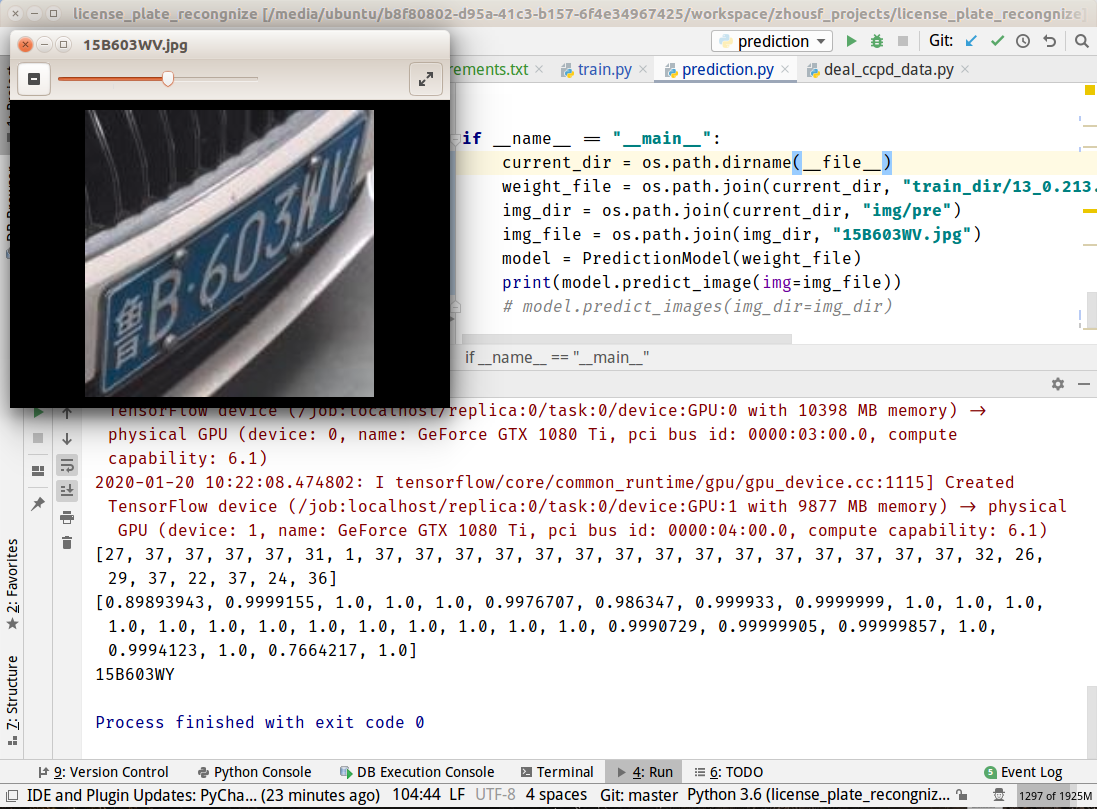 license_plate_recongnize [/media/ubuntu/b8f80802-d95a-41c3-b157-6f4e34967425/workspace/zhousf_projects/license_plate_recongnize]
15B603WV.jpg
prediction
Git:
rements.txt
train.py
prediction.py
deal_ccpd_data.py
鲁B·603WV
if __name__ == "__main__":
current_dir = os.path.dirname(__file__)
weight_file = os.path.join(current_dir, "train_dir/13_0.213.
img_dir = os.path.join(current_dir, "img/pre")
img_file = os.path.join(img_dir, "15B603WV.jpg")
model = PredictionModel(weight_file)
print(model.predict_image(img=img_file))
# model.predict_images(img_dir=img_dir)
if __name__ == "__main__"
TensorFlow device (/job:localhost/replica:0/task:0/device:GPU:0 with 10398 MB memory) ->
physical GPU (device: 0, name: GeForce GTX 1080 Ti, pci bus id: 0000:03:00.0, compute
capability: 6.1)
2020-01-20 10:22:08.474802: I tensorflow/core/common_runtime/gpu/gpu_device.cc:1115] Created
TensorFlow device (/job:localhost/replica:0/task:0/device:GPU:1 with 9877 MB memory) -> physical
GPU (device: 1, name: GeForce GTX 1080 Ti, pci bus id: 0000:04:00.0, compute capability: 6.1)
[27, 37, 37, 37, 37, 31, 1, 37, 37, 37, 37, 37, 37, 37, 37, 37, 37, 37, 37, 37, 37, 37, 32, 26,
29, 37, 22, 37, 24, 36]
[0.89893943, 0.9999155, 1.0, 1.0, 1.0, 0.9976707, 0.986347, 0.999933, 0.9999999, 1.0, 1.0, 1.0,
1.0, 1.0, 1.0, 1.0, 1.0, 1.0, 1.0, 1.0, 1.0, 1.0, 0.9990729, 0.99999905, 0.99999857, 1.0,
0.9994123, 1.0, 0.7664217, 1.0]
15B603WY
Process finished with exit code 0
2: Favorites
7: Structure
9: Version Control
Python Console
DB Execution Console
Terminal
4: Run
6: TODO
5 Event Log
IDE and Plugin Updates: PyCha... (23 minutes ago)
104:44
LF
UTF-8
4 spaces
Git: master
Python 3.6 (license_plate_recongniz...
1297 of 1925M